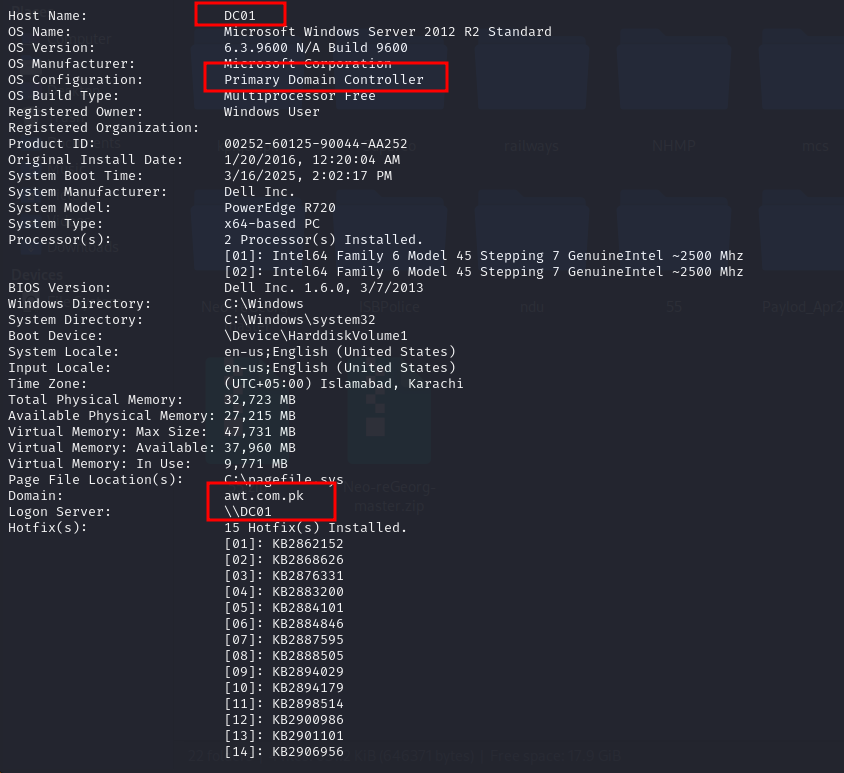 Host Name: DC01
OS Name: Microsoft Windows Server 2012 R2 Standard
OS Version: 6.3.9600 N/A Build 9600
OS Manufacturer: Microsoft Corporation
OS Configuration: Primary Domain Controller
OS Build Type: Multiprocessor Free
Registered Owner: Windows User
Registered Organization:
Product ID: 00252-60125-90044-AA252
Original Install Date: 1/20/2016, 12:20:04 AM
System Boot Time: 3/16/2025, 2:02:17 PM
System Manufacturer: Dell Inc.
System Model: PowerEdge R720
System Type: x64-based PC
Processor(s): 2 Processor(s) Installed.
[01]: Intel64 Family 6 Model 45 Stepping 7 GenuineIntel ~2500 Mhz
[02]: Intel64 Family 6 Model 45 Stepping 7 GenuineIntel ~2500 Mhz
BIOS Version: Dell Inc. 1.6.0, 3/7/2013
Windows Directory: C:\Windows
System Directory: C:\Windows\system32
Boot Device: \Device\HarddiskVolume1
System Locale: en-us;English (United States)
Input Locale: en-us;English (United States)
Time Zone: (UTC+05:00) Islamabad, Karachi
Total Physical Memory: 32,723 MB
Available Physical Memory: 27,215 MB
Virtual Memory: Max Size: 47,731 MB
Virtual Memory: Available: 37,960 MB
Virtual Memory: In Use: 9,771 MB
Page File Location(s): C:\pagefile.sys
Domain: awt.com.pk
Logon Server: \\DC01
Hotfix(s): 15 Hotfix(s) Installed.
[01]: KB2862152
[02]: KB2868626
[03]: KB2876331
[04]: KB2883200
[05]: KB2884101
[06]: KB2884846
[07]: KB2887595
[08]: KB2888505
[09]: KB2894029
[10]: KB2894179
[11]: KB2898514
[12]: KB2900986
[13]: KB2901101
[14]: KB2906956
railways
NHMP
mcs
Devices
ndu
55
Neo-reGeorg-
master.zip